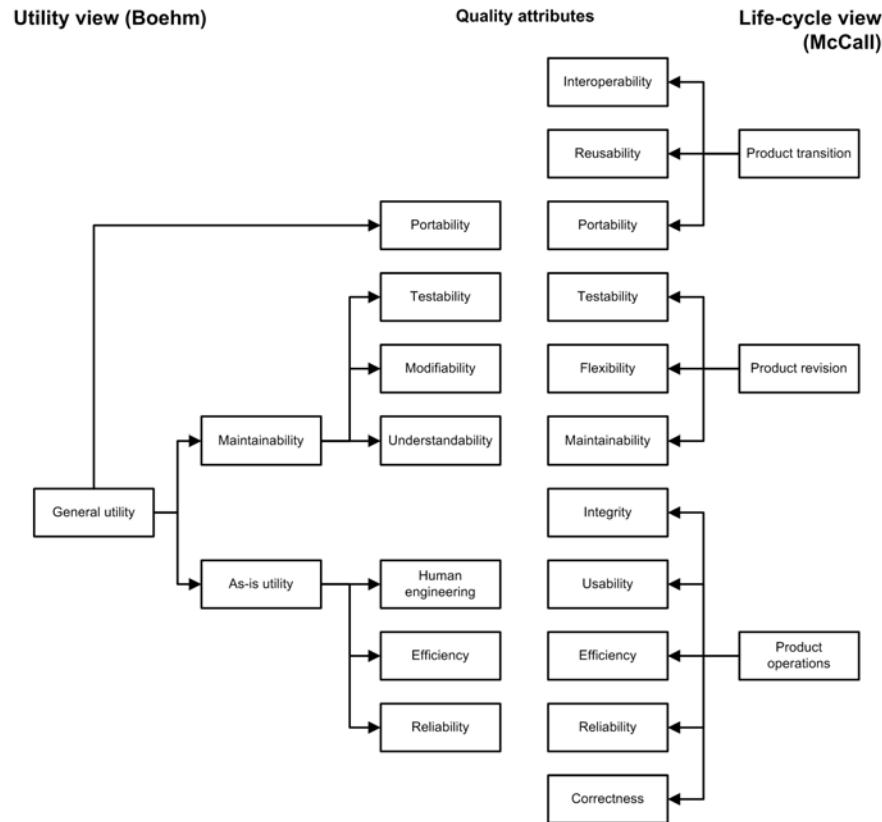 Utility view (Boehm)
Quality attributes
Life-cycle view
(McCall)
Interoperability
Reusability
Product transition
Portability
Portability
Testability
Testability
Modifiability
Flexibility
Product revision
Maintainability
Understandability
Maintainability
General utility
Integrity
As-is utility
Human
engineering
Usability
Efficiency
Efficiency
Product
operations
Reliability
Reliability
Correctness